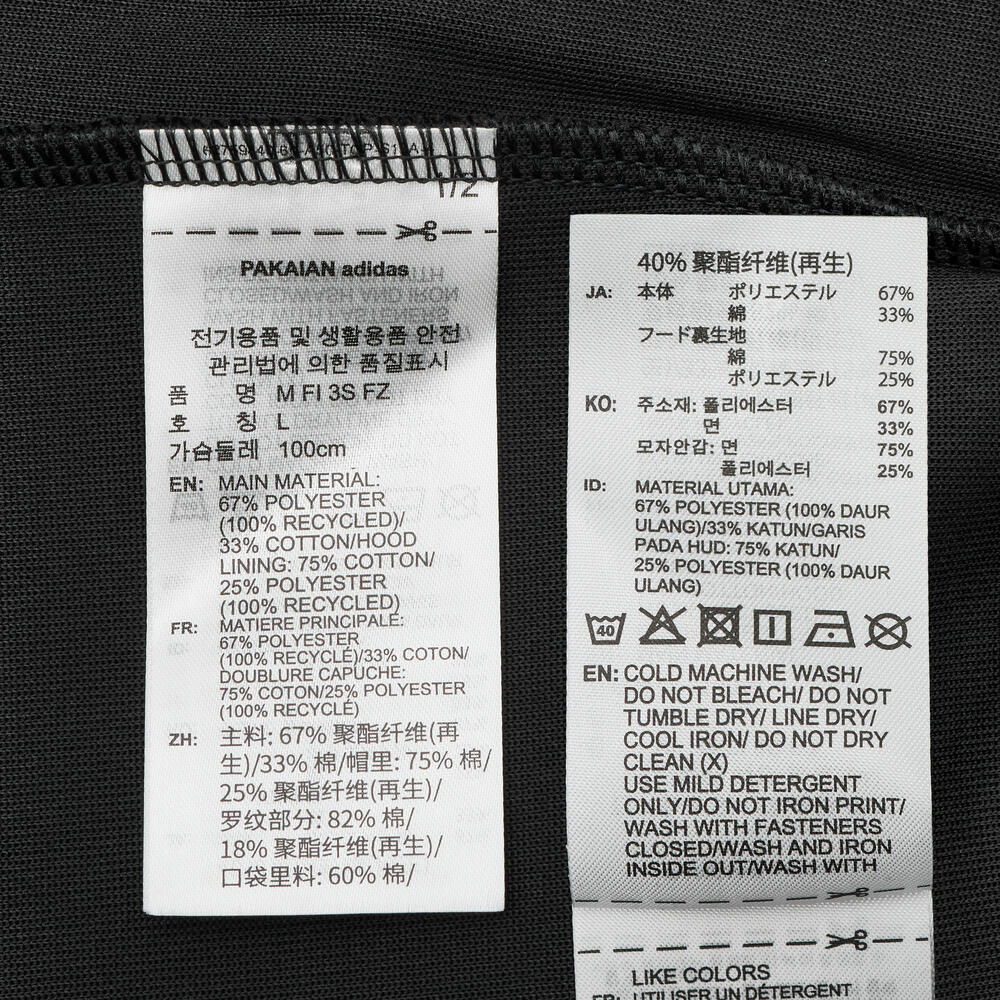 1/2
PAKAIAN adidas
전기용품 및 생활용품 안전
관리법에 의한 품질표시
품 명 M FI 3S FZ
호 칭 L
가슴둘레 100cm
EN: MAIN MATERIAL:
67% POLYESTER
(100% RECYCLED)/
33% COTTON/HOOD
LINING: 75% COTTON/
25% POLYESTER
(100% RECYCLED)
FR: MATIERE PRINCIPALE:
67% POLYESTER
(100% RECYCLÉ)/33% COTON/
DOUBLURE CAPUCHE:
75% COTON/25% POLYESTER
(100% RECYCLÉ)
ZH: 主料: 67% 聚酯纤维(再
生)/33% 棉/帽里: 75% 棉/
25% 聚酯纤维(再生)/
罗纹部分: 82% 棉/
18% 聚酯纤维(再生)/
口袋里料: 60% 棉/
40% 聚酯纤维(再生)
JA: 本体 ポリエステル 67%
綿 33%
フード裏生地
綿 75%
ポリエステル 25%
KO: 주소재: 폴리에스터 67%
면 33%
모자안감: 면 75%
폴리에스터 25%
ID: MATERIAL UTAMA:
67% POLYESTER (100% DAUR
ULANG)/33% KATUN/GARIS
PADA HUD: 75% KATUN/
25% POLYESTER (100% DAUR
ULANG)
40
EN: COLD MACHINE WASH/
DO NOT BLEACH/ DO NOT
TUMBLE DRY/ LINE DRY/
COOL IRON/ DO NOT DRY
CLEAN (X)
USE MILD DETERGENT
ONLY/DO NOT IRON PRINT/
WASH WITH FASTENERS
CLOSED/WASH AND IRON
INSIDE OUT/WASH WITH
LIKE COLORS
FR: UTILISER UN DÉTERGENT